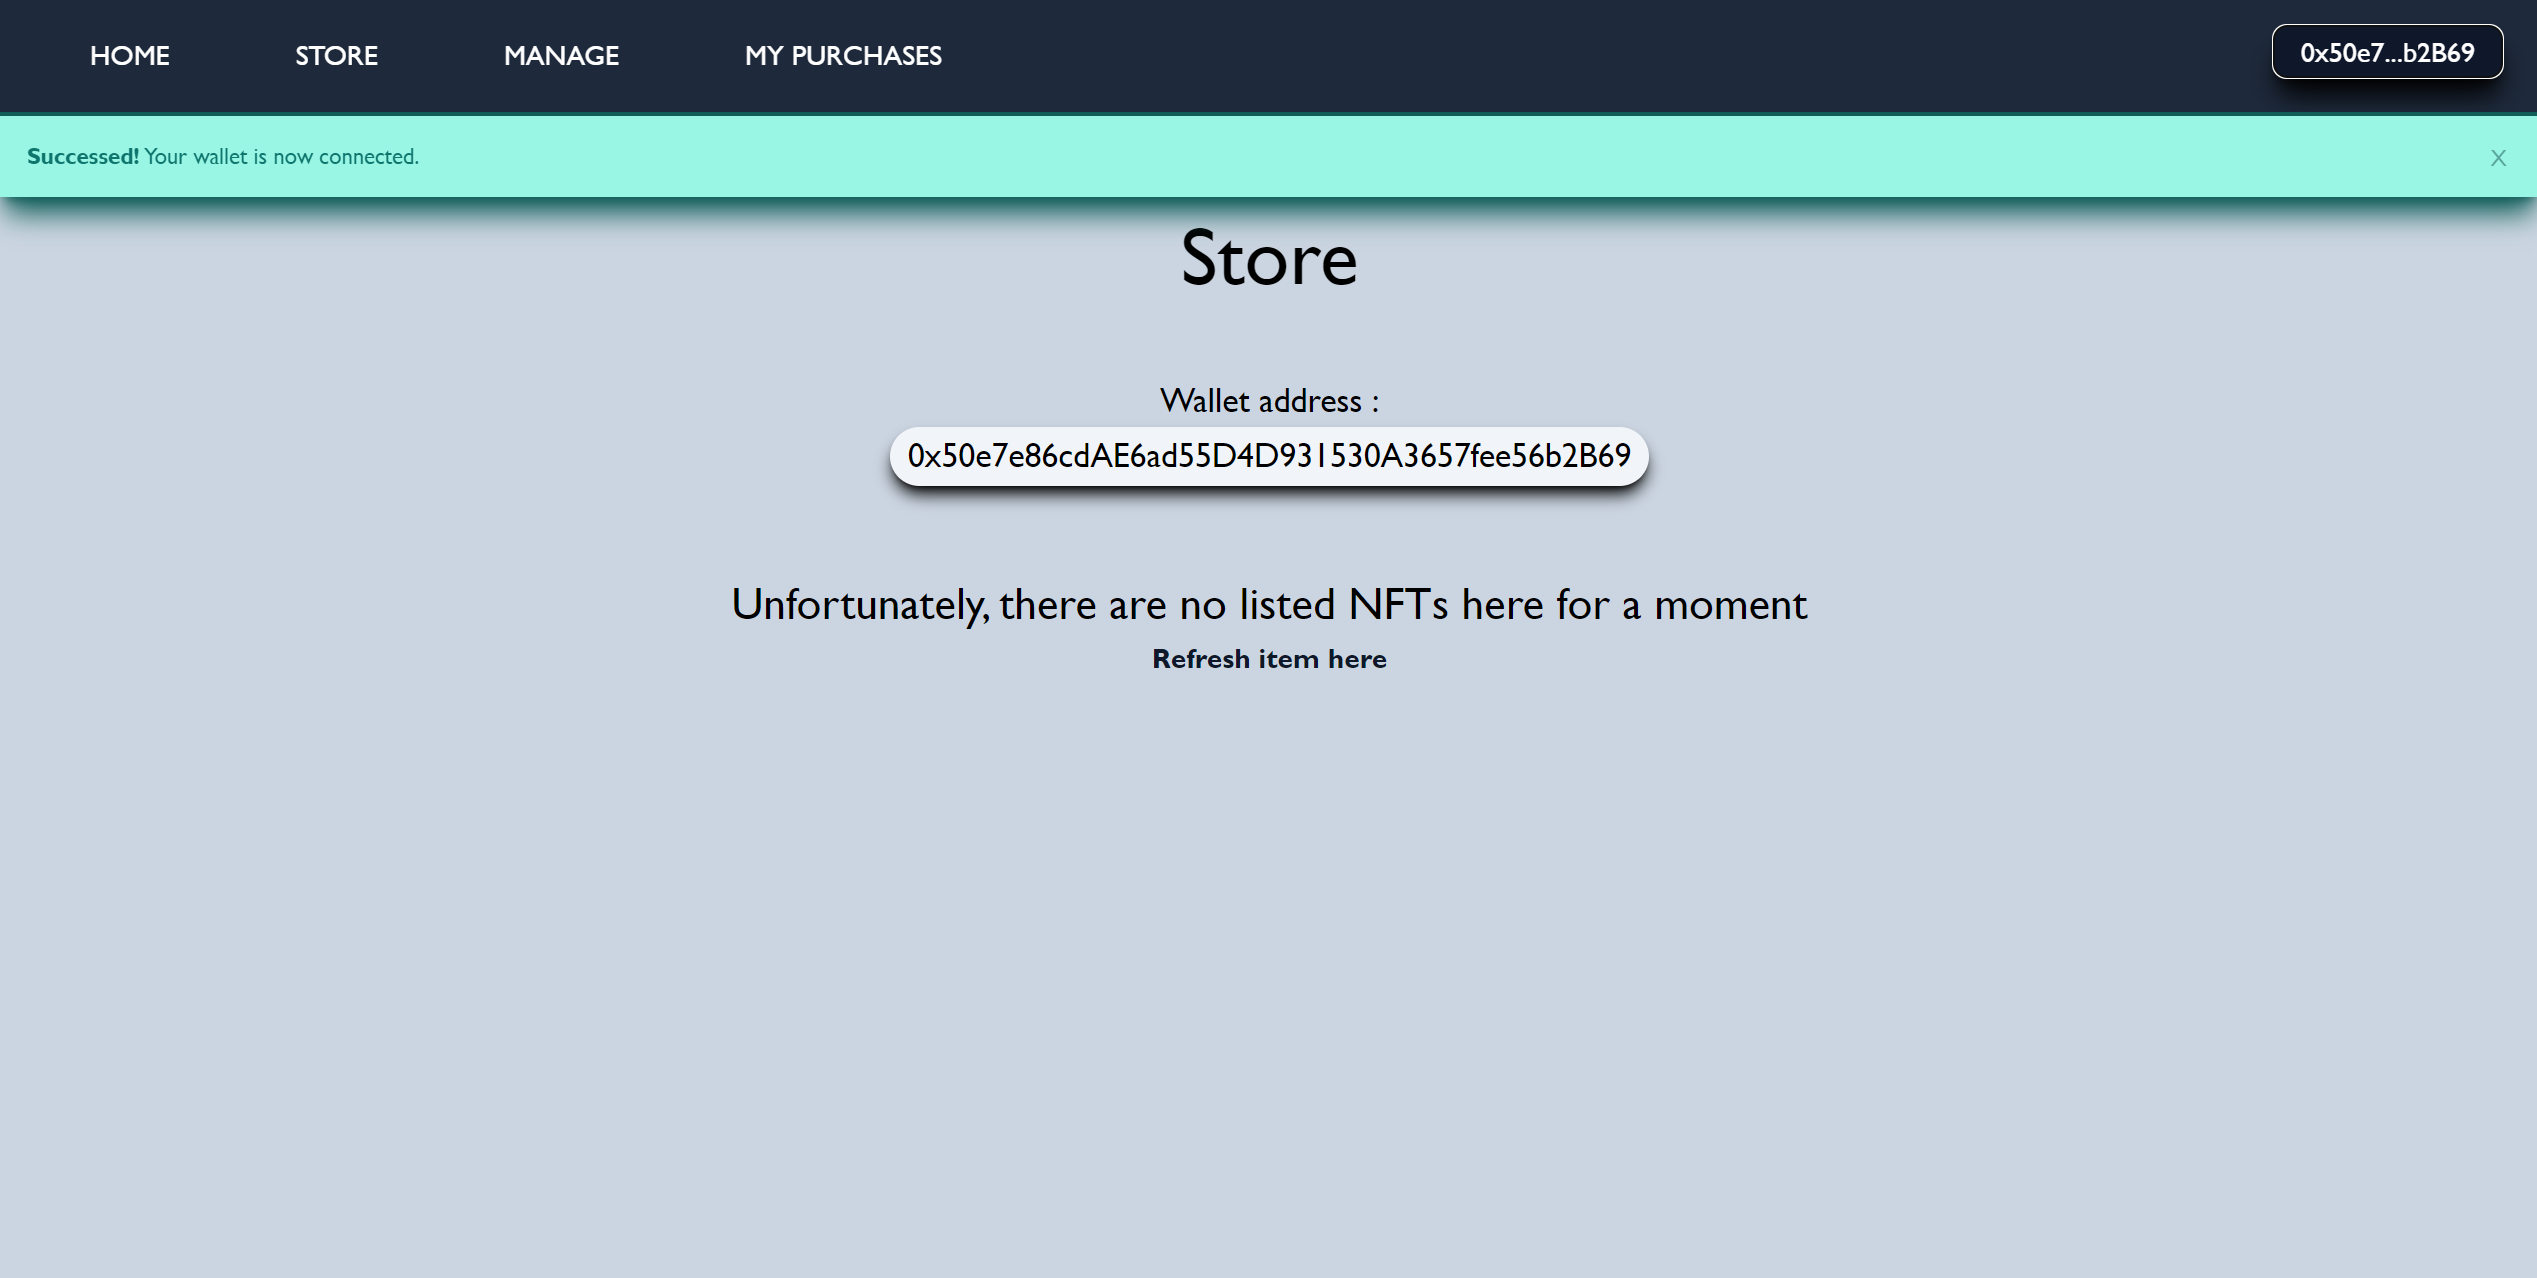 HOME STORE MANAGE MY PURCHASES 0x50e7...b2B69
Successed! Your wallet is now connected. X
Store
Wallet address :
0x50e7e86cdAE6ad55D4D931530A3657fee56b2B69
Unfortunately, there are no listed NFTs here for a moment
Refresh item here